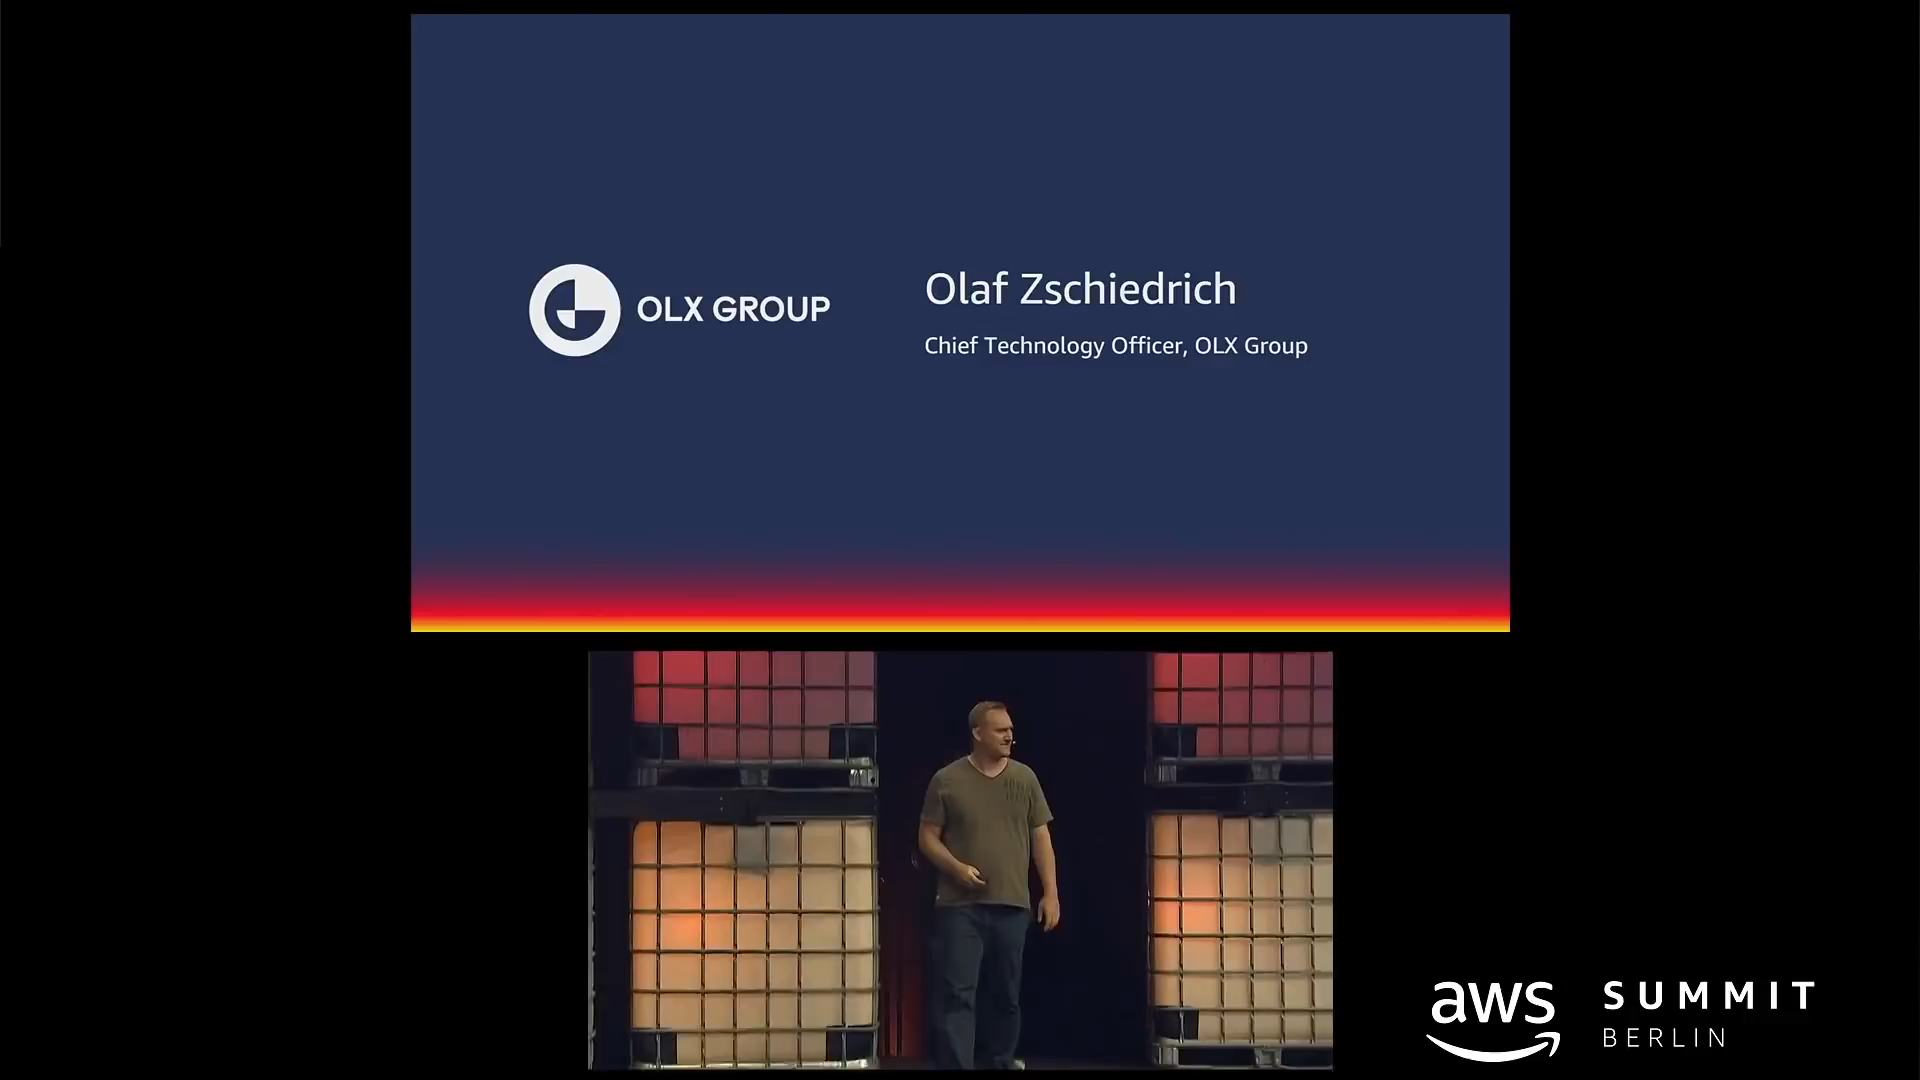 OLX GROUP
Olaf Zschiedrich
Chief Technology Officer, OLX Group
aws
SUMMIT
BERLIN